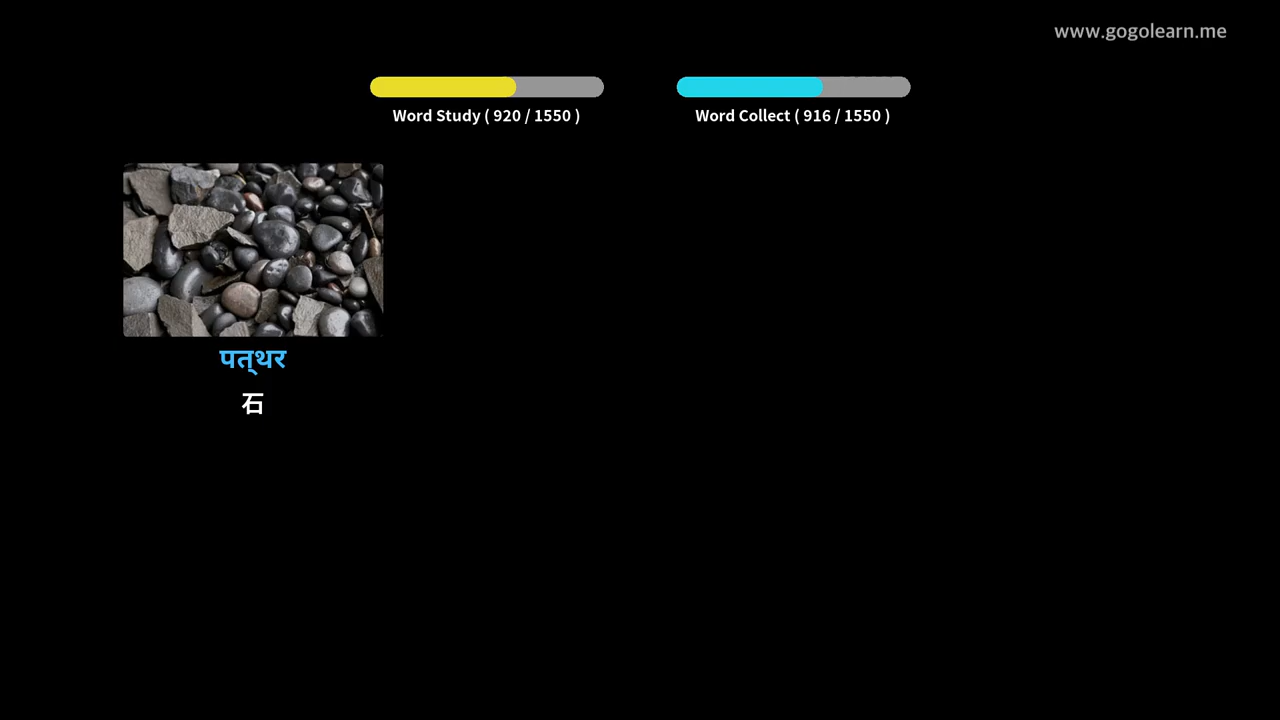 www.gogolearn.me
Word Study ( 920 / 1550 )
Word Collect ( 916 / 1550 )
पत्‌थर
石